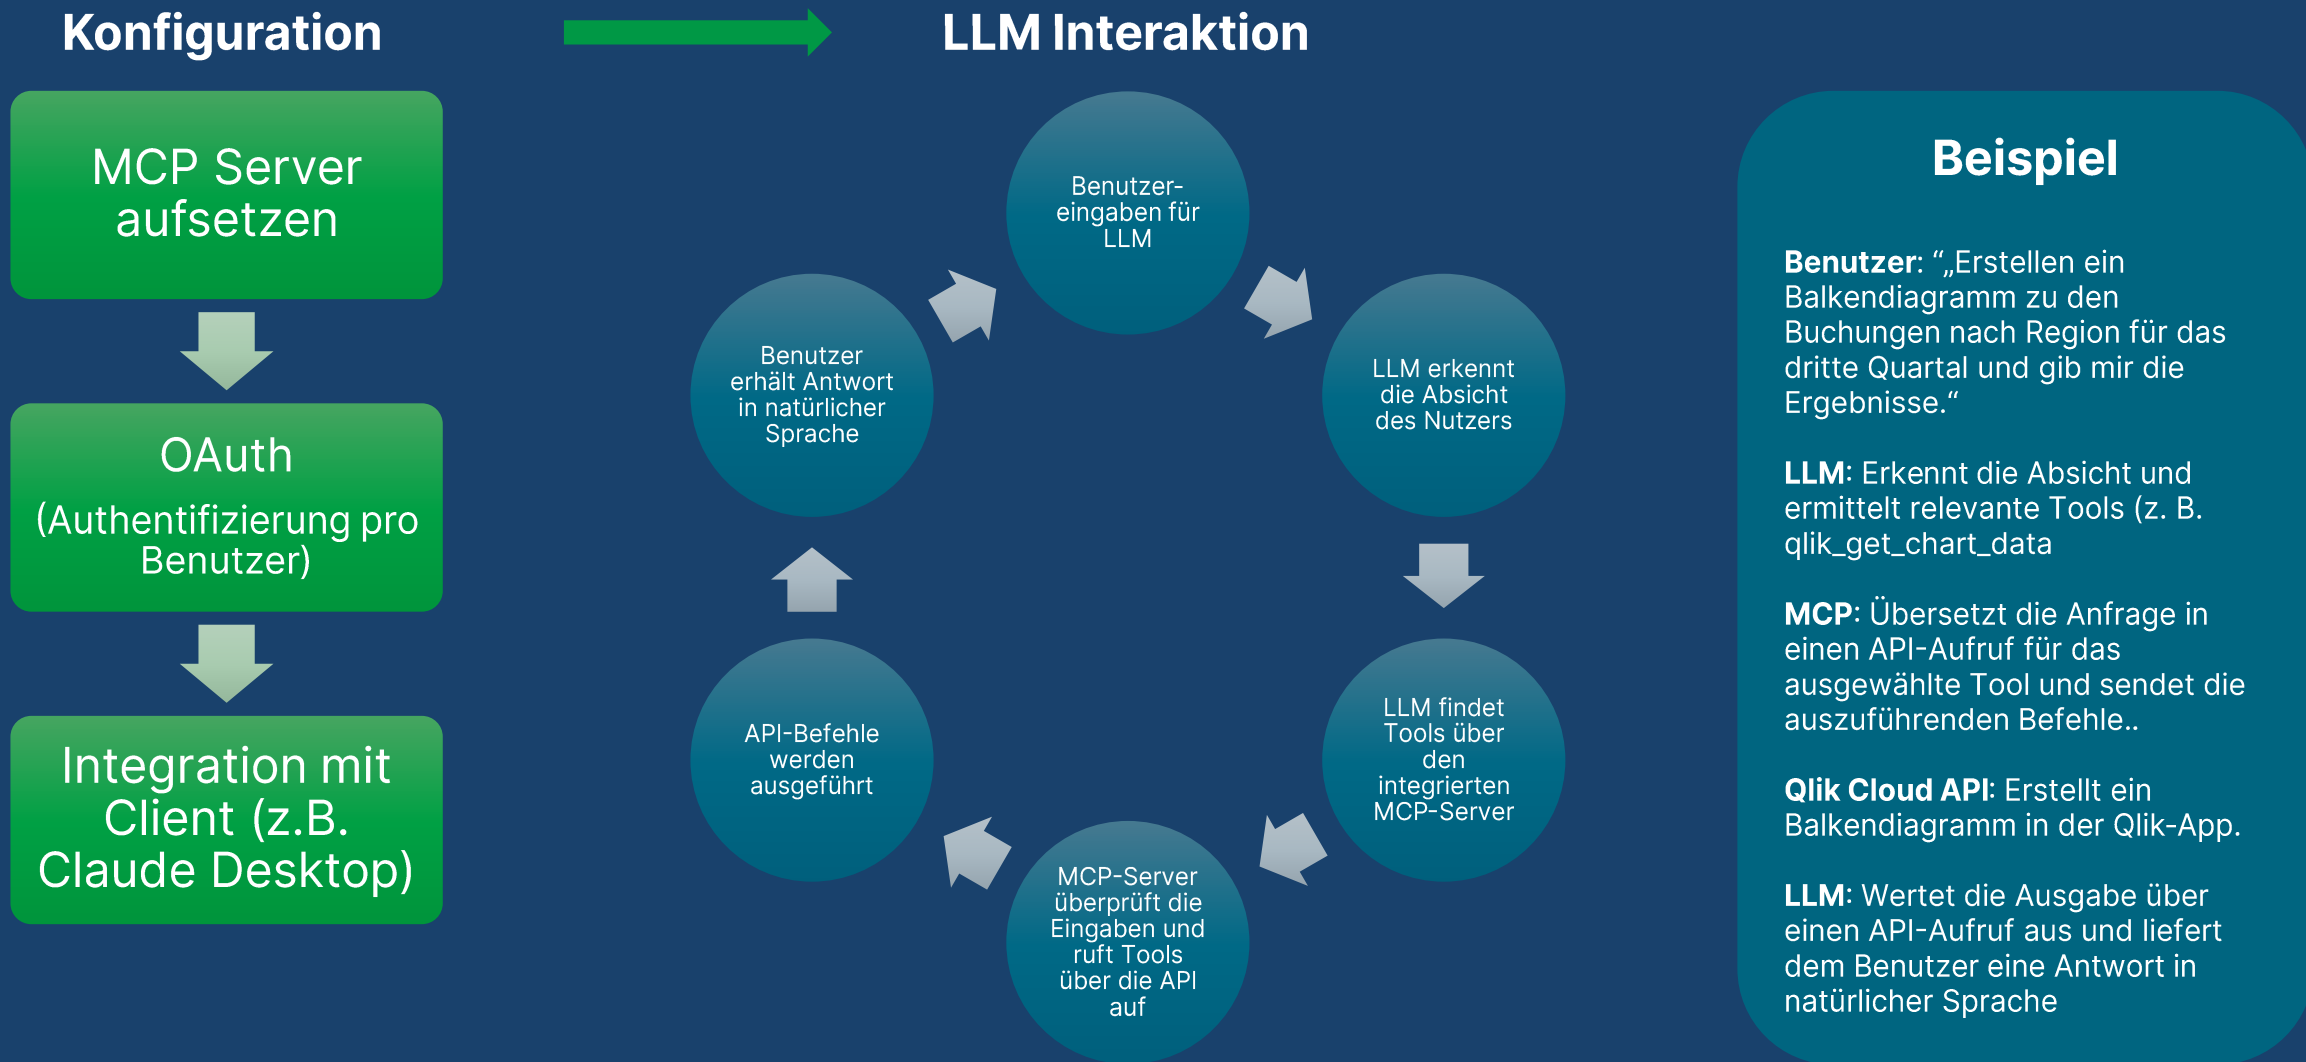 Konfiguration
LLM Interaktion
MCP Server
aufsetzen
OAuth
(Authentifizierung pro
Benutzer)
Integration mit
Client (z.B.
Claude Desktop)
Benutzer-
eingaben für
LLM
LLM erkennt
die Absicht
des Nutzers
LLM findet
Tools über
den
integrierten
MCP-Server
MCP-Server
überprüft die
Eingaben und
ruft Tools
über die API
auf
API-Befehle
werden
ausgeführt
Benutzer
erhält Antwort
in natürlicher
Sprache
Beispiel
Benutzer: “„Erstellen ein
Balkendiagramm zu den
Buchungen nach Region für das
dritte Quartal und gib mir die
Ergebnisse.“
LLM: Erkennt die Absicht und
ermittelt relevante Tools (z. B.
qlik_get_chart_data
MCP: Übersetzt die Anfrage in
einen API-Aufruf für das
ausgewählte Tool und sendet die
auszuführenden Befehle..
Qlik Cloud API: Erstellt ein
Balkendiagramm in der Qlik-App.
LLM: Wertet die Ausgabe über
einen API-Aufruf aus und liefert
dem Benutzer eine Antwort in
natürlicher Sprache